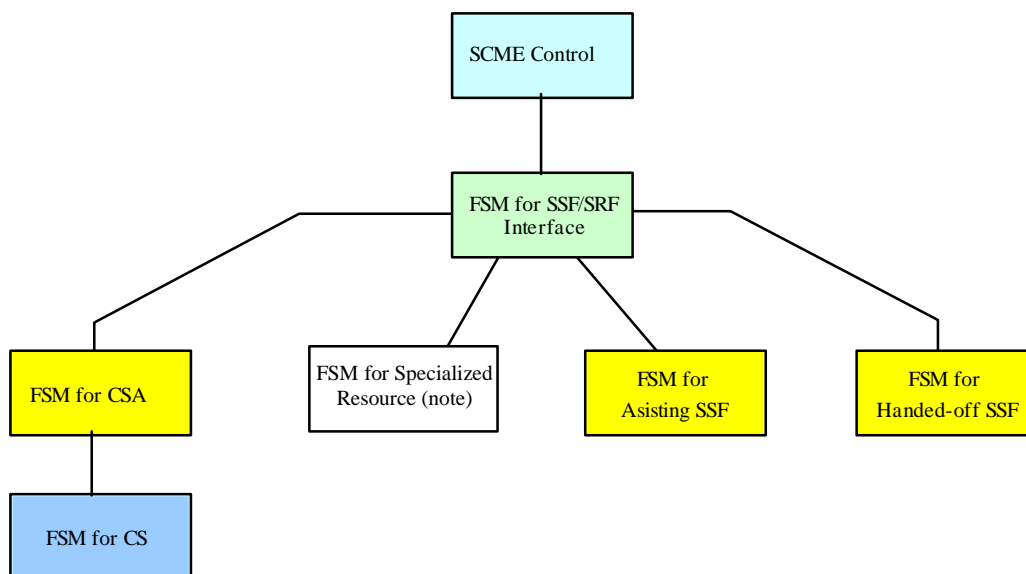 SCME Control
FSM for SSF/SRF
Interface
FSM for CSA
FSM for Specialized
Resource (note)
FSM for
Asisting SSF
FSM for
Handed-off SSF
FSM for CS